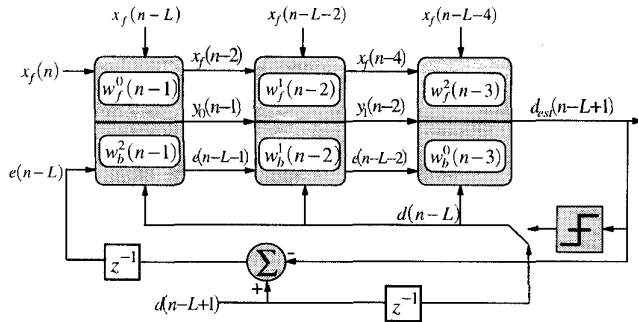 x_f(n-L) x_f(n-L-2) x_f(n-L-4)
x_f(n) x_f(n-2) x_f(n-4)
w_f^0(n-1) w_f^1(n-2) w_f^2(n-3)
y_0(n-1) y_1(n-2) d_est(n-L+1)
w_b^2(n-1) w_b^1(n-2) w_b^0(n-3)
e(n-L) e(n-L-1) e(n-L-2)
d(n-L)
z^{-1} Σ -
+
d(n-L+1) z^{-1}